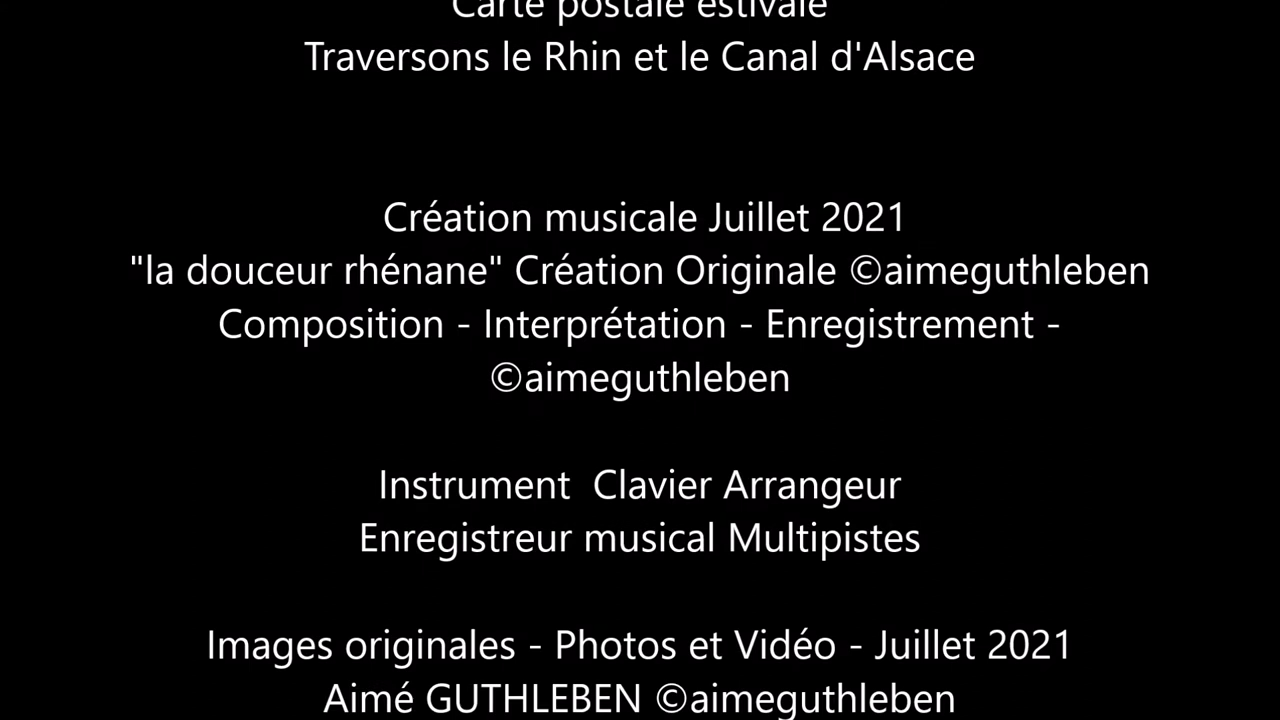 Carte postale estivale
Traversons le Rhin et le Canal d'Alsace
Création musicale Juillet 2021
"la douceur rhénane" Création Originale ©aimeguthleben
Composition - Interprétation - Enregistrement -
©aimeguthleben
Instrument  Clavier Arrangeur
Enregistreur musical Multipistes
Images originales - Photos et Vidéo - Juillet 2021
Aimé GUTHLEBEN ©aimeguthleben